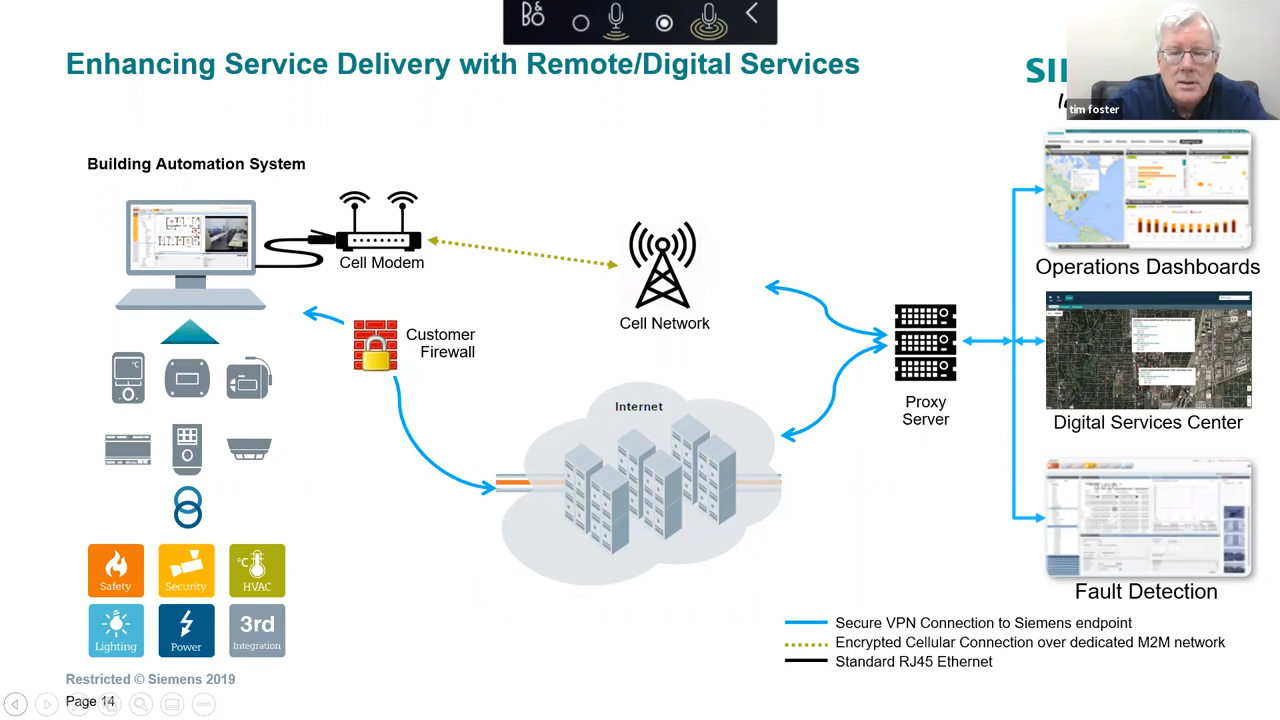 B&O
Enhancing Service Delivery with Remote/Digital Services
tim foster
Building Automation System
Cell Modem
Cell Network
Customer
Firewall
Internet
Proxy
Server
Operations Dashboards
Digital Services Center
Fault Detection
°C
Safety
Security
°C
HVAC
Lighting
Power
3rd
Integration
Secure VPN Connection to Siemens endpoint
Encrypted Cellular Connection over dedicated M2M network
Standard RJ45 Ethernet
Restricted © Siemens 2019
Page 14